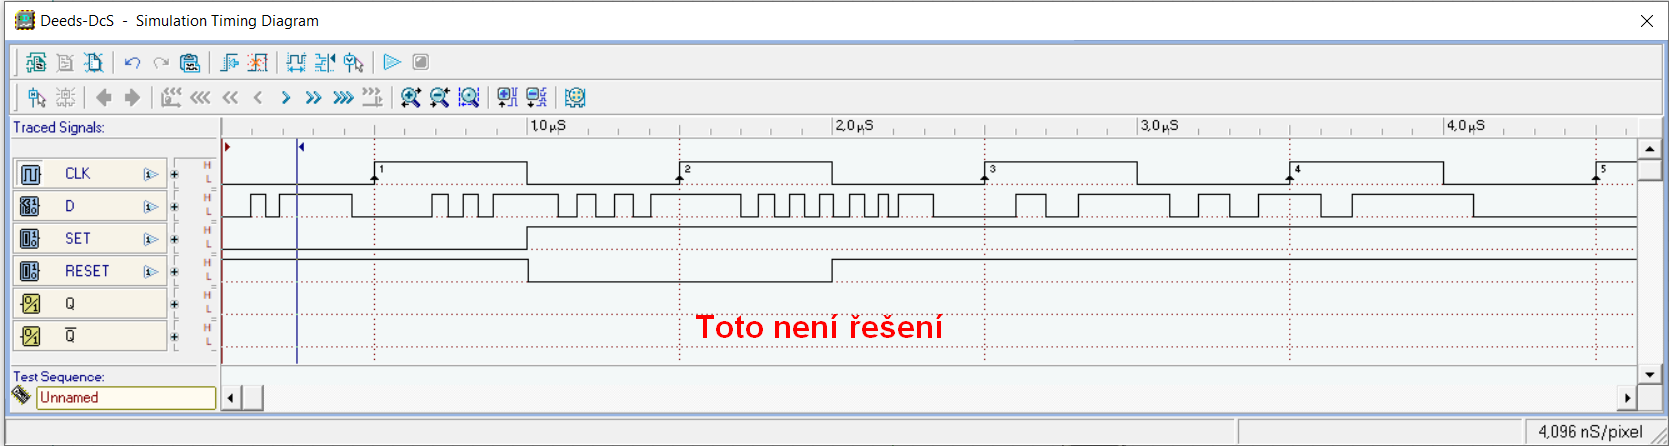 Deeds-DcS - Simulation Timing Diagram
Traced Signals:
1,0 µS 2,0 µS 3,0 µS 4,0 µS
CLK H L 1 2 3 4 5
D H L
SET H L
RESET H L
Q H L
Q̅ H L
Toto není řešení
Test Sequence:
Unnamed
4,096 nS/pixel